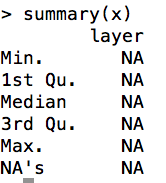 > summary(x)
layer
Min. NA
1st Qu. NA
Median NA
3rd Qu. NA
Max. NA
NA's NA